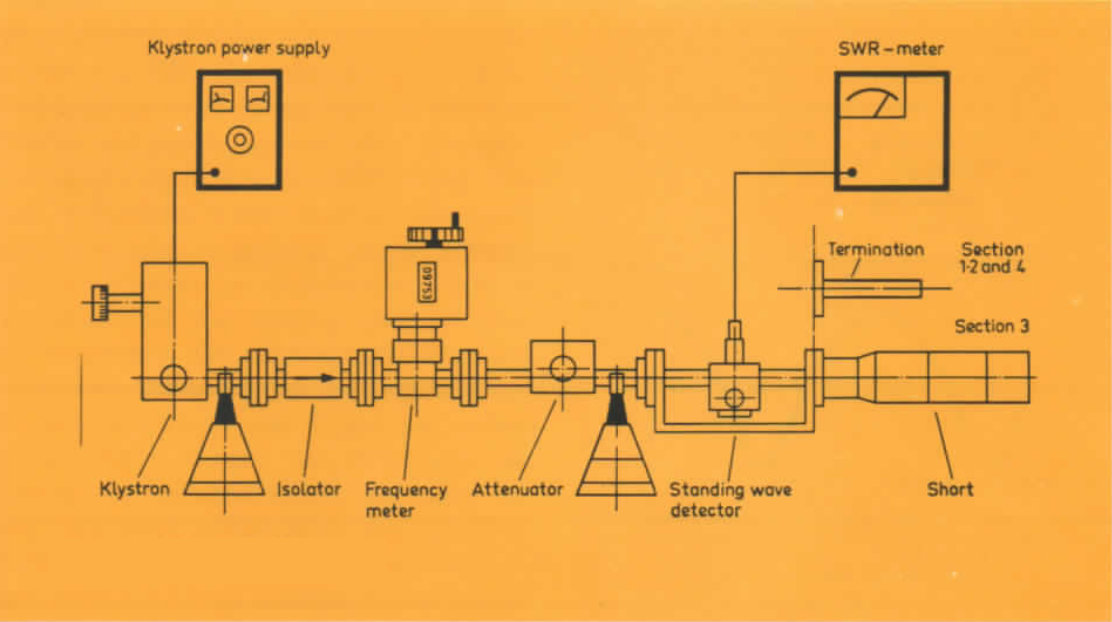 Klystron power supply
SWR-meter
09753
Termination
Section
1-2 and 4
Section 3
Klystron
Isolator
Frequency
meter
Attenuator
Standing wave
detector
Short